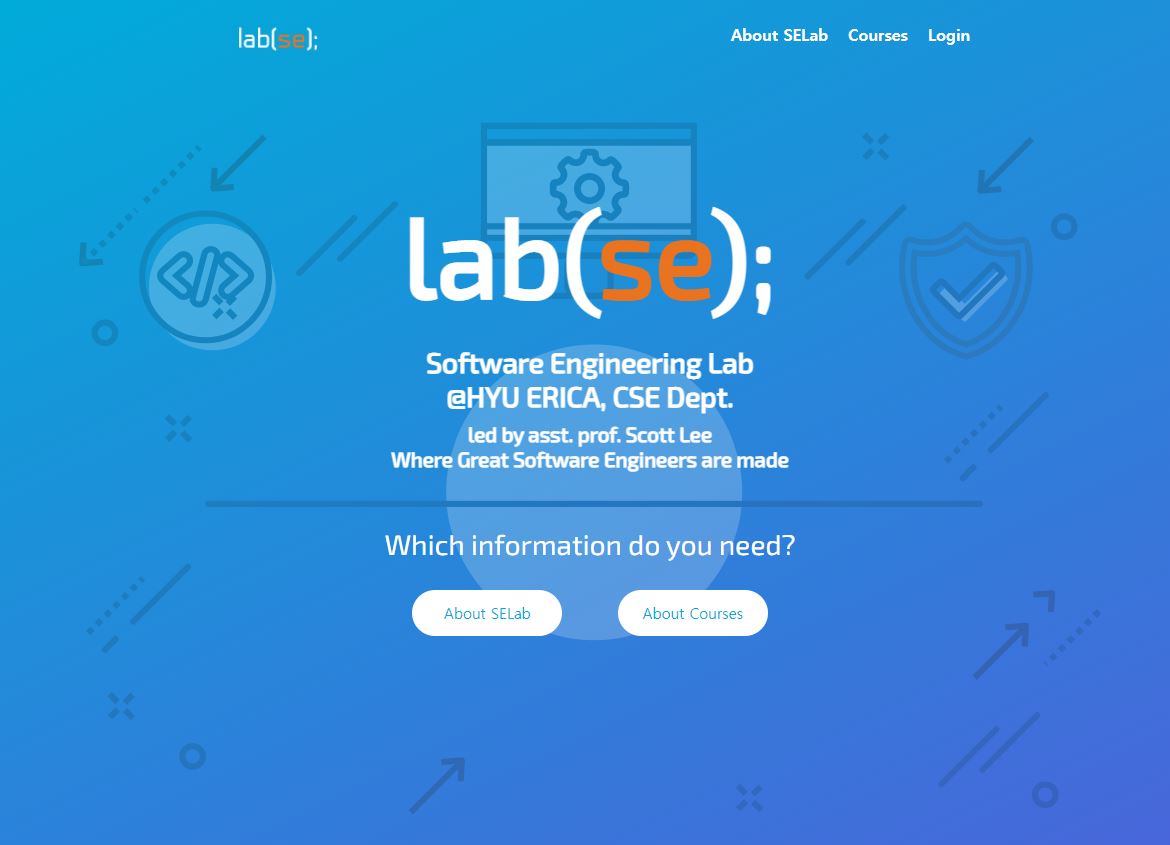 lab(se);
About SELab Courses Login
lab(se);
Software Engineering Lab
@HYU ERICA, CSE Dept.
led by asst. prof. Scott Lee
Where Great Software Engineers are made
Which information do you need?
About SELab
About Courses